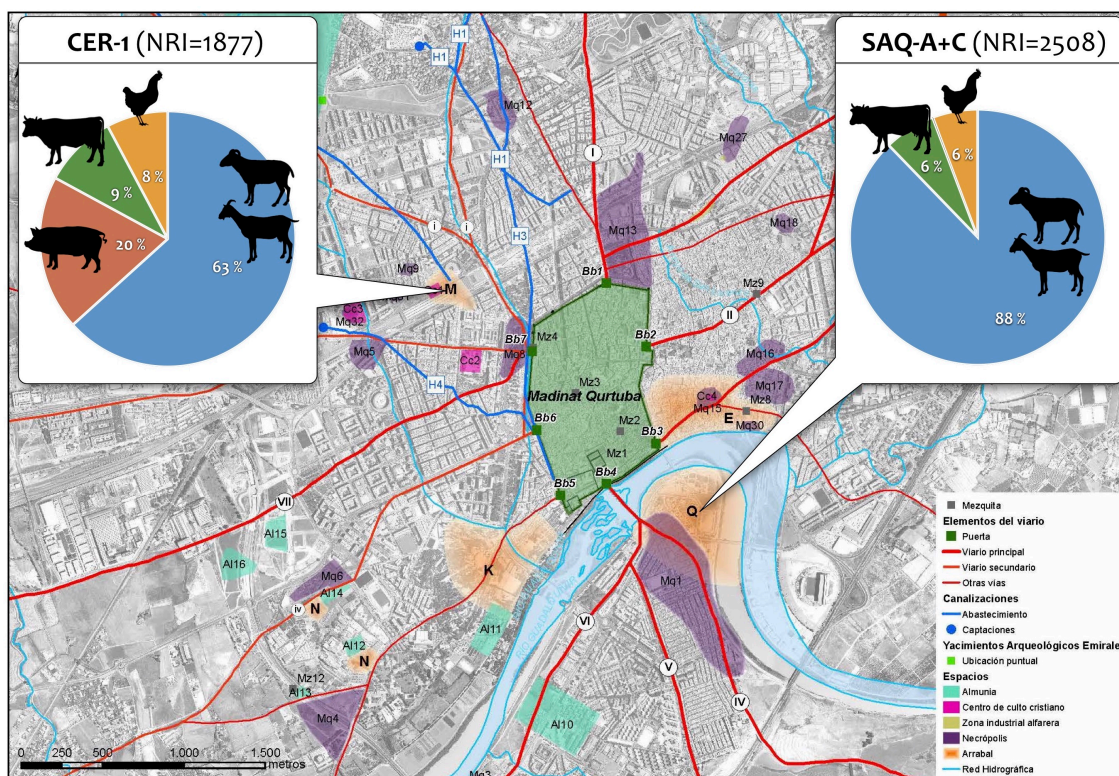 CER-1 (NRI=1877)
8 %
9 %
20 %
63 %
SAQ-A+C (NRI=2508)
6 %
6 %
88 %
H1
H1
Mq12
H1
I
Mq27
i
i
H3
Mq13
Mq18
Mq9
M
Bb1
Mz9
Cc3
Mq32
II
Bb7
Mz4
Bb2
Mq5
Cc2
Mq8
Mq16
H4
Mz3
Madinat Qurtuba
Mq17
Cc4
Mz8
Mq15
E
Bb6
Mz2
Mq30
Bb3
Mz1
Bb4
Bb5
VII
Q
Al15
Al16
K
Mq6
Al14
iv
N
Mq1
Al12
N
Al11
VI
V
Mz12
Al13
Mq4
Al10
IV
Mq3
0 250 500 1.000 1.500
metros
Mezquita
Elementos del viario
Puerta
Viario principal
Viario secundario
Otras vias
Canalizaciones
Abastecimiento
Captaciones
Yacimientos Arqueológicos Emirale
Ubicación puntual
Espacios
Almunia
Centro de culto cristiano
Zona industrial alfarera
Necrópolis
Arrabal
Red Hidrográfica